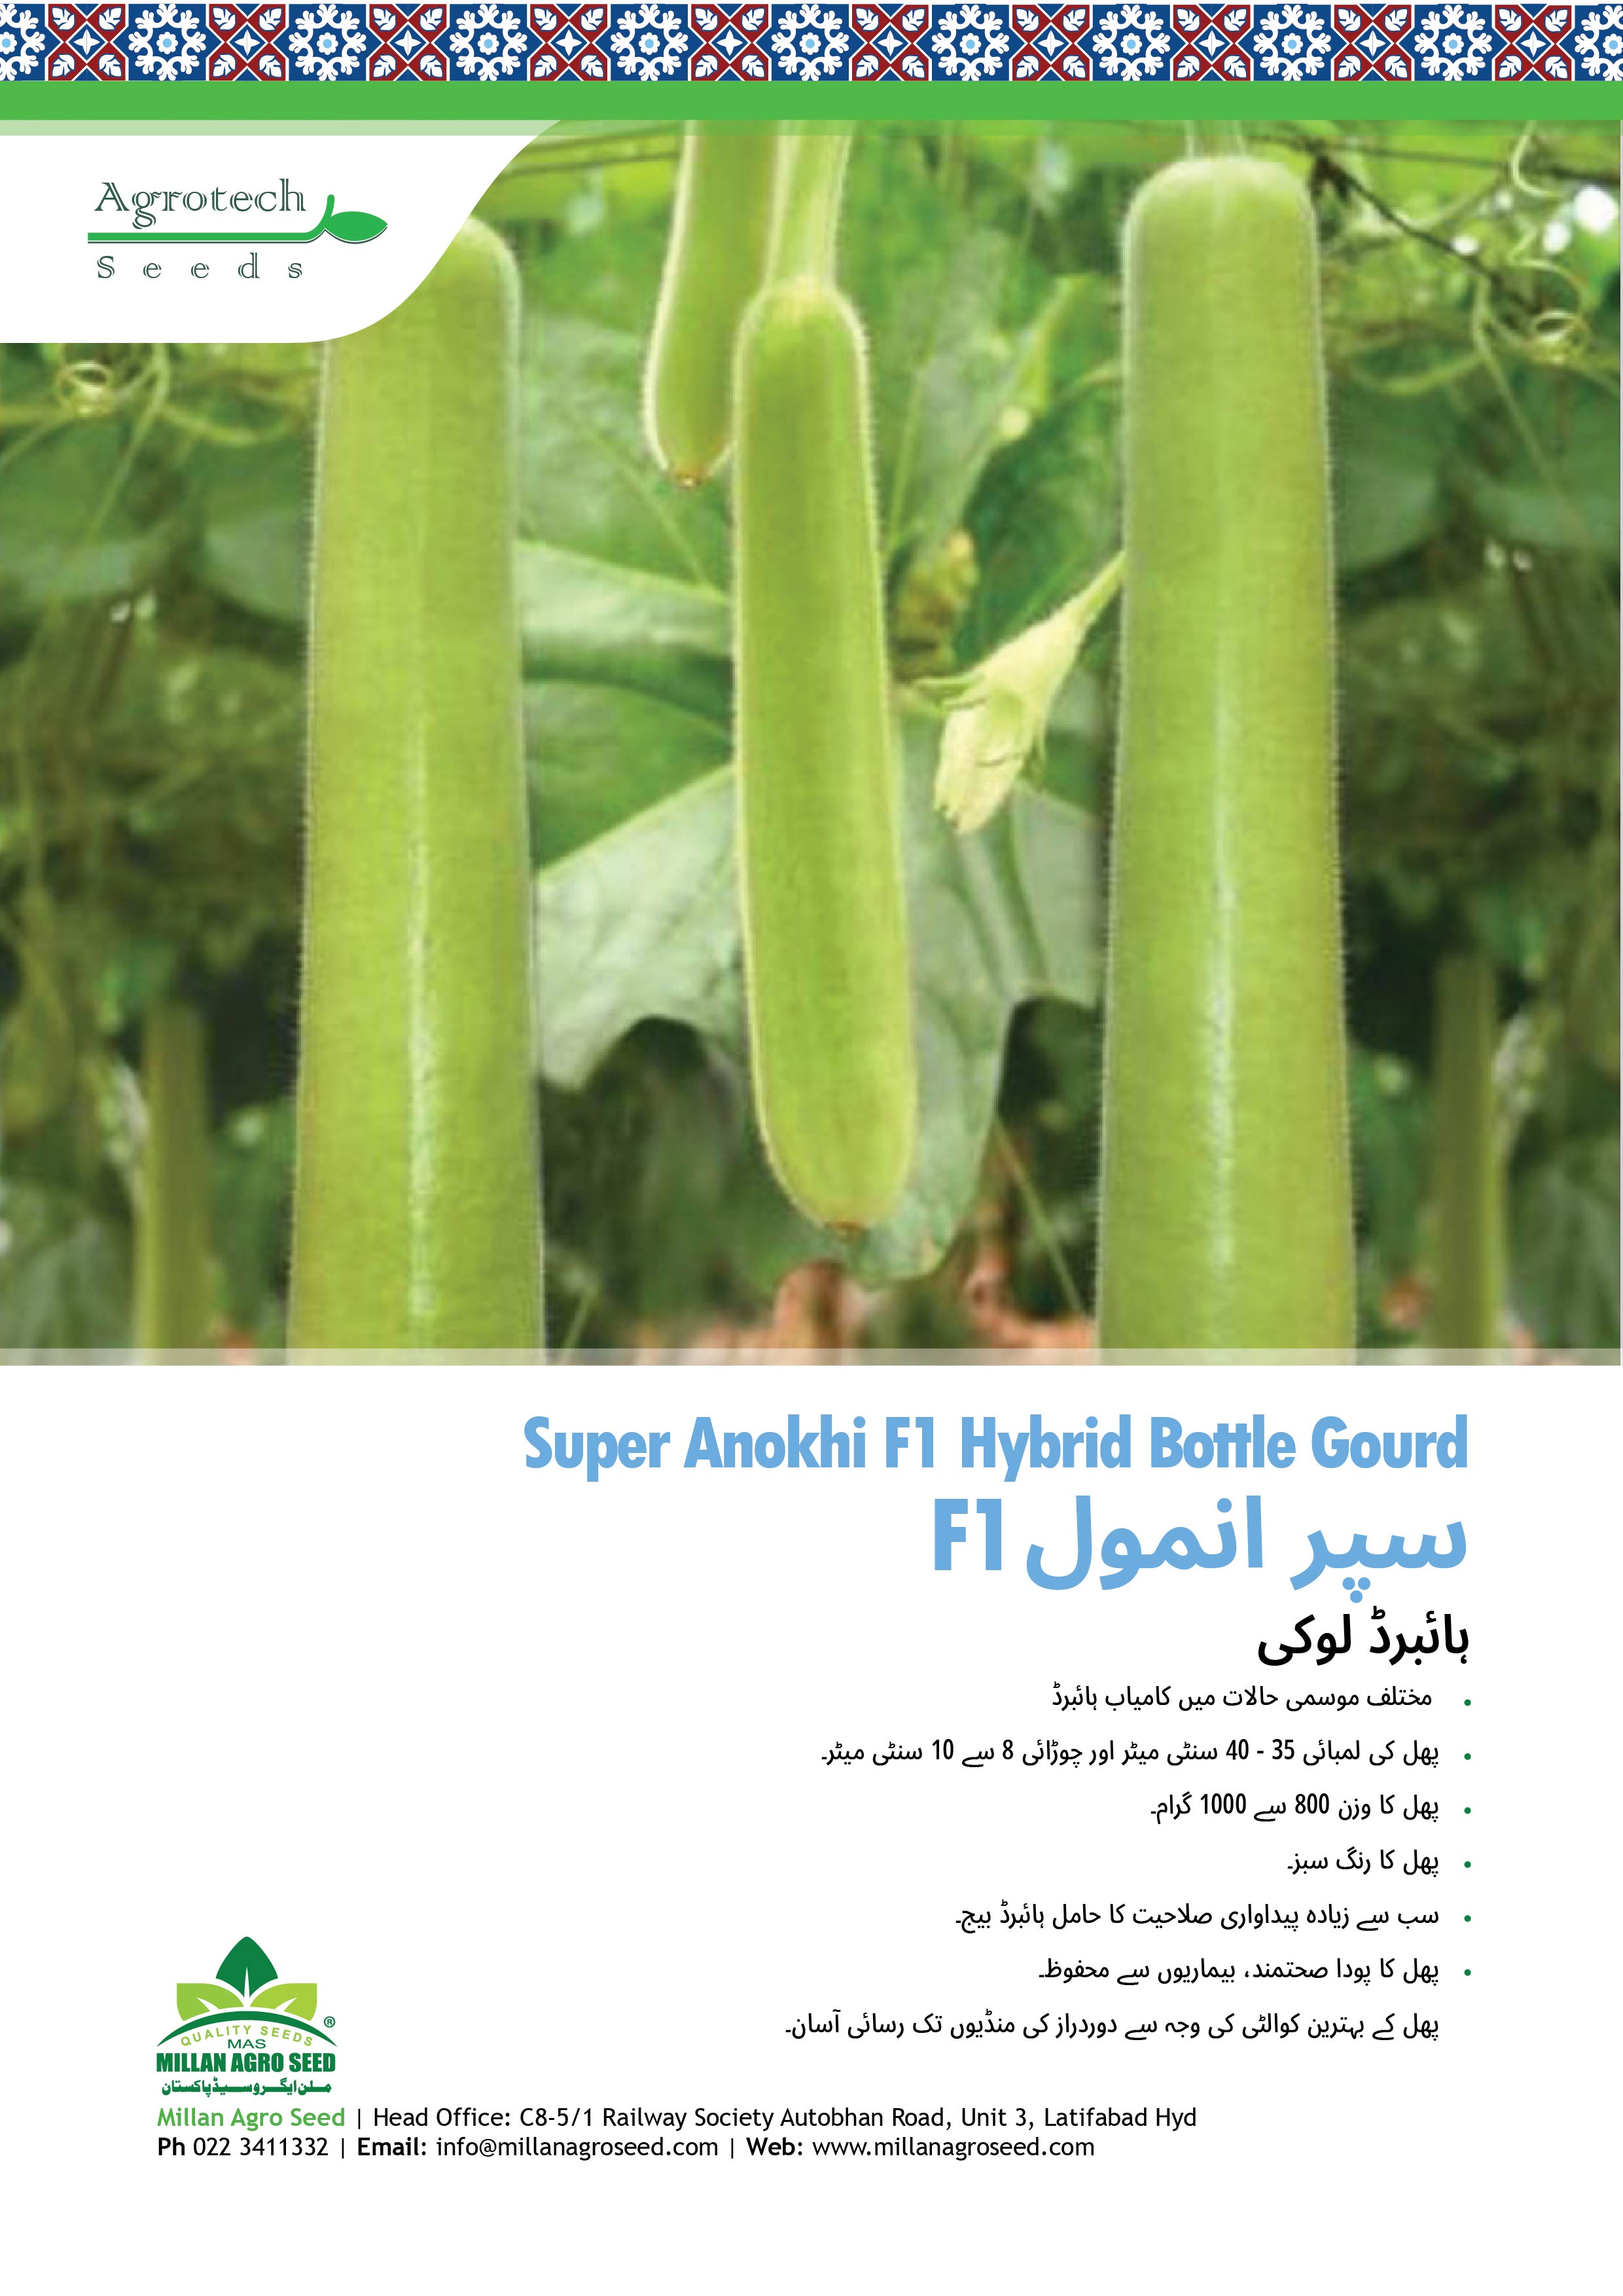 Agrotech
Seeds
Super Anokhi F1 Hybrid Bottle Gourd
سپر انمول F1
ہائبرڈ لوکی
• مختلف موسمی حالات میں کامیاب ہائبرڈ
• پھل کی لمبائی 35 - 40 سنٹی میٹر اور چوڑائی 8 سے 10 سنٹی میٹر۔
• پھل کا وزن 800 سے 1000 گرام۔
• پھل کا رنگ سبز۔
• سب سے زیادہ پیداواری صلاحیت کا حامل ہائبرڈ بیج۔
• پھل کا پودا صحتمند، بیماریوں سے محفوظ۔
پھل کے بہترین کوالٹی کی وجہ سے دوردراز کی منڈیوں تک رسائی آسان۔
®
QUALITY SEEDS
MAS
MILLAN AGRO SEED
ملن ایگرو سیڈ پاکستان
Millan Agro Seed | Head Office: C8-5/1 Railway Society Autobhan Road, Unit 3, Latifabad Hyd
Ph 022 3411332 | Email: info@millanagroseed.com | Web: www.millanagroseed.com